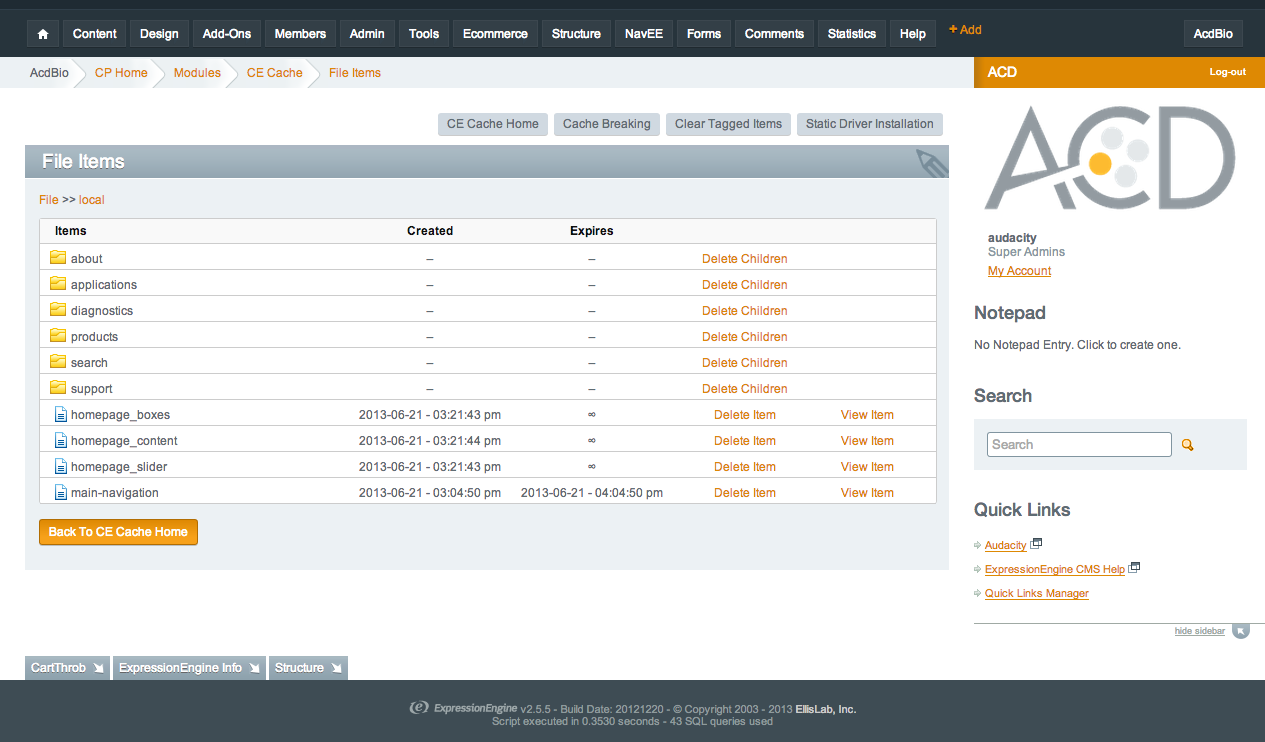 Content Design Add-Ons Members Admin Tools Ecommerce Structure NavEE Forms Comments Statistics Help + Add AcdBio
AcdBio CP Home Modules CE Cache File Items
ACD Log-out
CE Cache Home Cache Breaking Clear Tagged Items Static Driver Installation
File Items
File >> local
Items Created Expires
about – – Delete Children
applications – – Delete Children
diagnostics – – Delete Children
products – – Delete Children
search – – Delete Children
support – – Delete Children
homepage_boxes 2013-06-21 - 03:21:43 pm ∞ Delete Item View Item
homepage_content 2013-06-21 - 03:21:44 pm ∞ Delete Item View Item
homepage_slider 2013-06-21 - 03:21:43 pm ∞ Delete Item View Item
main-navigation 2013-06-21 - 03:04:50 pm 2013-06-21 - 04:04:50 pm Delete Item View Item
Back To CE Cache Home
ACD
audacity
Super Admins
My Account
Notepad
No Notepad Entry. Click to create one.
Search
Search
Quick Links
Audacity
ExpressionEngine CMS Help
Quick Links Manager
hide sidebar
CartThrob ExpressionEngine Info Structure
e ExpressionEngine v2.5.5 - Build Date: 20121220 - © Copyright 2003 - 2013 EllisLab, Inc.
Script executed in 0.3530 seconds - 43 SQL queries used